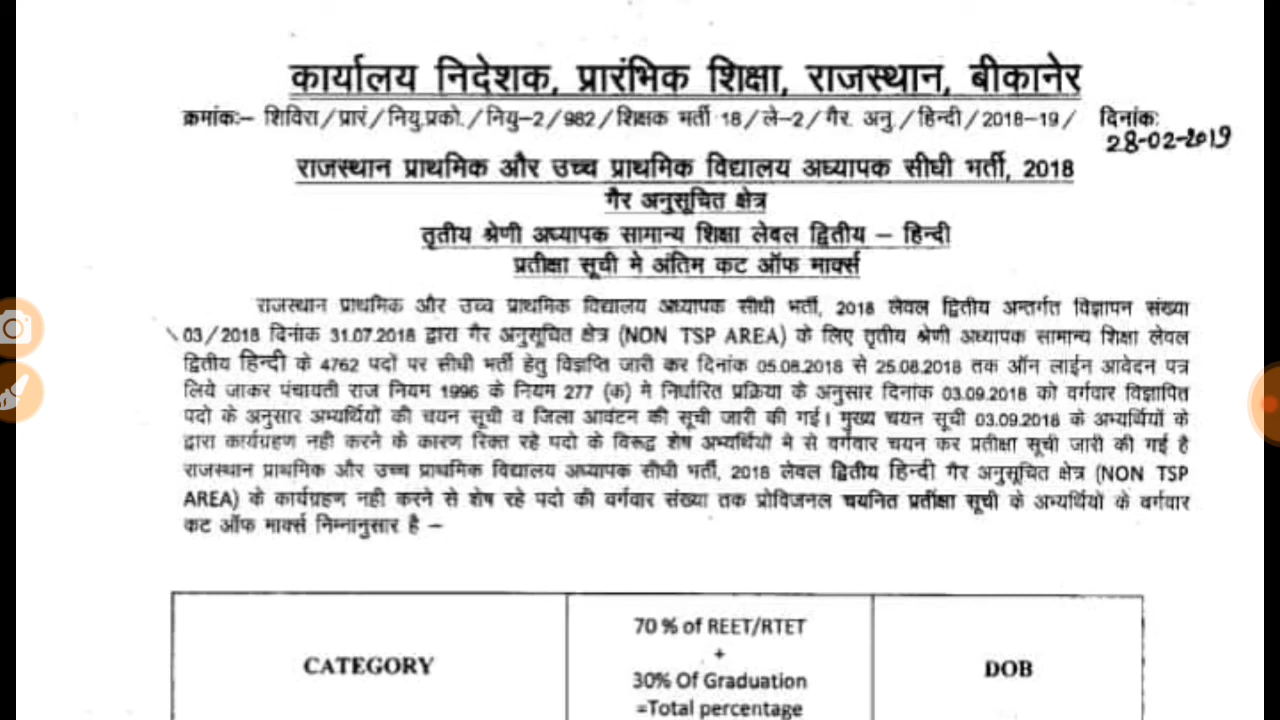 कार्यालय निदेशक, प्रारंभिक शिक्षा, राजस्थान, बीकानेर
क्रमांकः– शिविरा/प्रारं/नियु.प्रको./नियु–2/982/शिक्षक भर्ती 18/ले–2/गैर. अनु./हिन्दी/2018–19/ दिनांकः
28-02-2019
राजस्थान प्राथमिक और उच्च प्राथमिक विद्यालय अध्यापक सीधी भर्ती, 2018
गैर अनुसूचित क्षेत्र
तृतीय श्रेणी अध्यापक सामान्य शिक्षा लेवल द्वितीय – हिन्दी
प्रतीक्षा सूची मे अंतिम कट ऑफ मार्क्स
राजस्थान प्राथमिक और उच्च प्राथमिक विद्यालय अध्यापक सीधी भर्ती, 2018 लेवल द्वितीय अन्तर्गत विज्ञापन संख्या
03/2018 दिनांक 31.07.2018 द्वारा गैर अनुसूचित क्षेत्र (NON TSP AREA) के लिए तृतीय श्रेणी अध्यापक सामान्य शिक्षा लेवल
द्वितीय हिन्दी के 4762 पदों पर सीधी भर्ती हेतु विज्ञप्ति जारी कर दिनांक 05.08.2018 से 25.08.2018 तक ऑन लाईन आवेदन पत्र
लिये जाकर पंचायती राज नियम 1996 के नियम 277 (क) मे निर्धारित प्रक्रिया के अनुसार दिनांक 03.09.2018 को वर्गवार विज्ञापित
पदो के अनुसार अभ्यर्थियों की चयन सूची व जिला आवंटन की सूची जारी की गई। मुख्य चयन सूची 03.09.2018 के अभ्यर्थियों के
द्वारा कार्यग्रहण नही करने के कारण रिक्त रहे पदो के विरूद्ध शेष अभ्यर्थियों मे से वर्गवार चयन कर प्रतीक्षा सूची जारी की गई है
राजस्थान प्राथमिक और उच्च प्राथमिक विद्यालय अध्यापक सीधी भर्ती, 2018 लेवल द्वितीय हिन्दी गैर अनुसूचित क्षेत्र (NON TSP
AREA) के कार्यग्रहण नही करने से शेष रहे पदो की वर्गवार संख्या तक प्रोविजनल चयनित प्रतीक्षा सूची के अभ्यर्थियों के वर्गवार
कट ऑफ मार्क्स निम्नानुसार है –
CATEGORY
70 % of REET/RTET
+
30% Of Graduation
=Total percentage
DOB